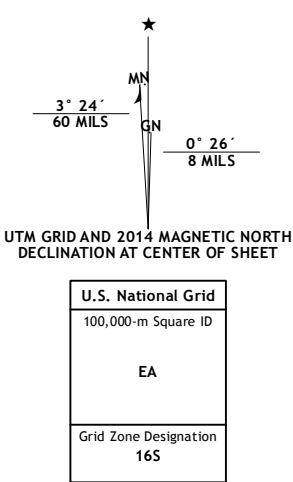 ★
MN
3° 24´
60 MILS
GN
0° 26´
8 MILS
UTM GRID AND 2014 MAGNETIC NORTH
DECLINATION AT CENTER OF SHEET
U.S. National Grid
100,000-m Square ID
EA
Grid Zone Designation
16S